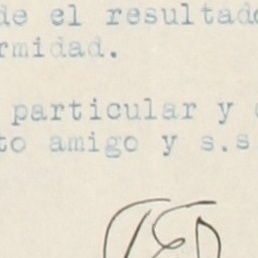 de el resultado
rmidad.
particular y
to amigo y s.s.